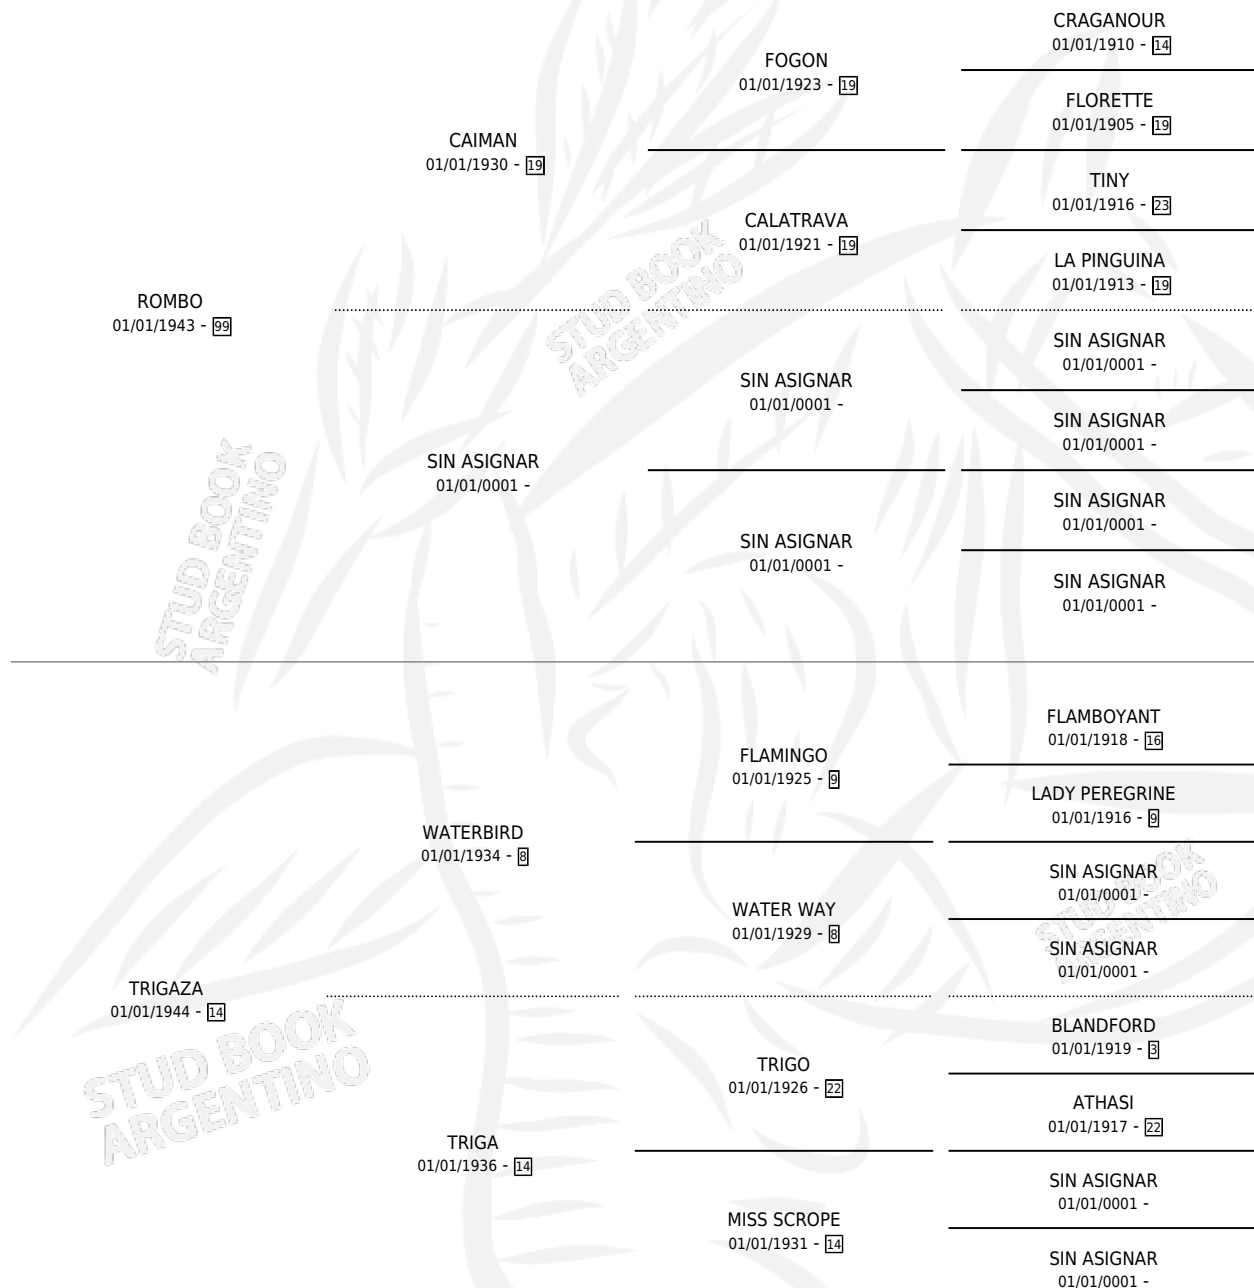 CRAGANOUR
01/01/1910 - 14
FOGON
01/01/1923 - 19
FLORETTE
01/01/1905 - 19
CAIMAN
01/01/1930 - 19
TINY
01/01/1916 - 23
CALATRAVA
01/01/1921 - 19
LA PINGUINA
01/01/1913 - 19
ROMBO
01/01/1943 - 99
STUD BOOK
ARGENTINO
SIN ASIGNAR
01/01/0001 -
SIN ASIGNAR
01/01/0001 -
SIN ASIGNAR
01/01/0001 -
SIN ASIGNAR
01/01/0001 -
SIN ASIGNAR
01/01/0001 -
SIN ASIGNAR
01/01/0001 -
SIN ASIGNAR
01/01/0001 -
STUD BOOK
ARGENTINO
FLAMBOYANT
01/01/1918 - 16
FLAMINGO
01/01/1925 - 9
LADY PEREGRINE
01/01/1916 - 9
WATERBIRD
01/01/1934 - 8
SIN ASIGNAR
01/01/0001 -
WATER WAY
01/01/1929 - 8
SIN ASIGNAR
01/01/0001 -
STUD BOOK
ARGENTINO
TRIGAZA
01/01/1944 - 14
STUD BOOK
ARGENTINO
BLANDFORD
01/01/1919 - 3
TRIGO
01/01/1926 - 22
ATHASI
01/01/1917 - 22
TRIGA
01/01/1936 - 14
SIN ASIGNAR
01/01/0001 -
MISS SCROPE
01/01/1931 - 14
SIN ASIGNAR
01/01/0001 -